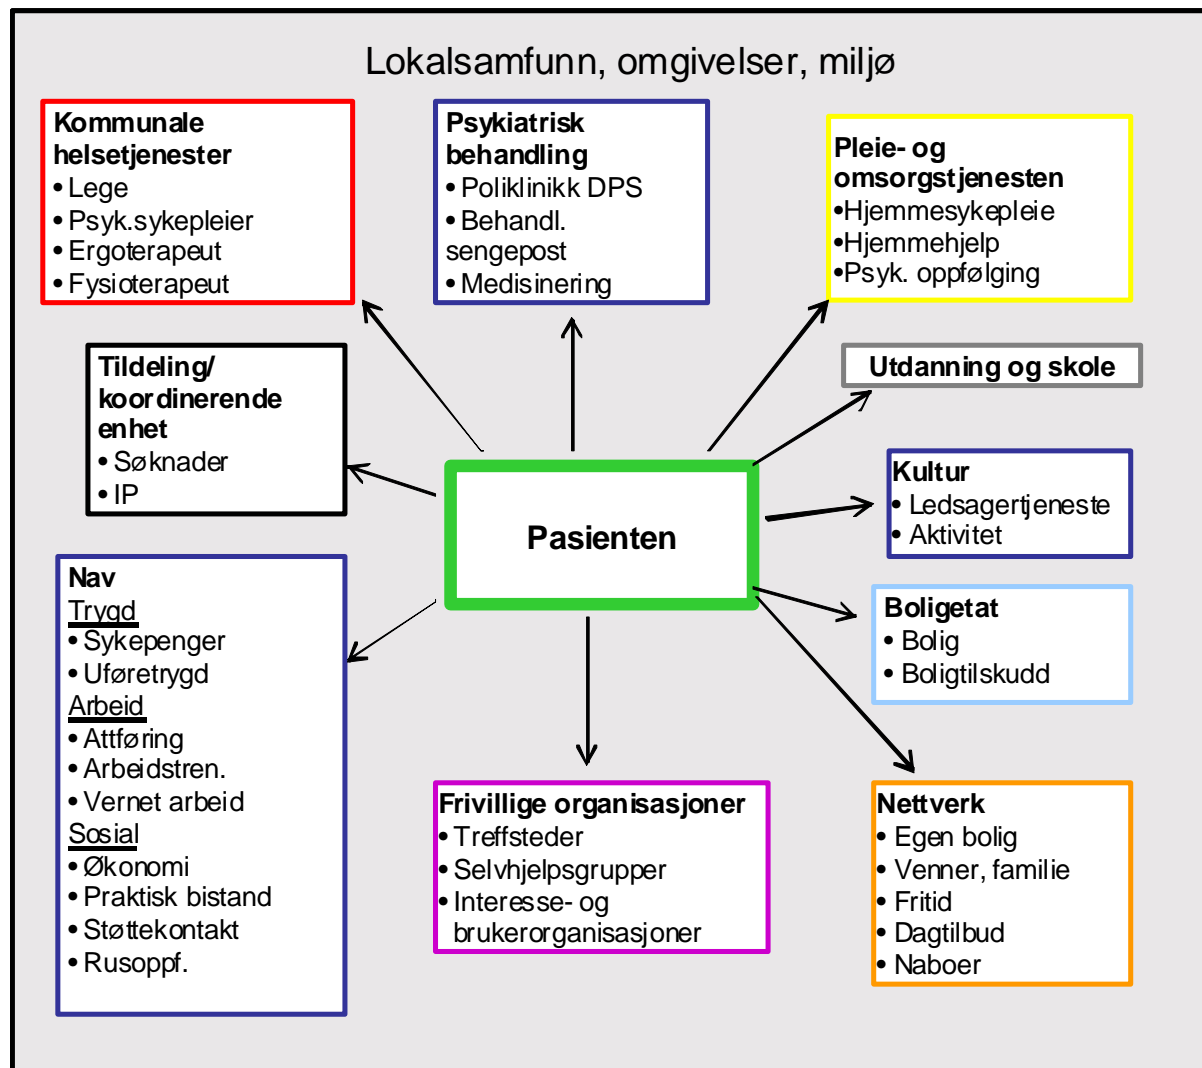 Lokalsamfunn, omgivelser, miljø
Kommunale
helsetjenester
• Lege
• Psyk.sykepleier
• Ergoterapeut
• Fysioterapeut
Psykiatrisk
behandling
• Poliklinikk DPS
• Behandl.
sengepost
• Medisinering
Pleie- og
omsorgstjenesten
•Hjemmesykepleie
•Hjemmehjelp
•Psyk. oppfølging
Tildeling/
koordinerende
enhet
• Søknader
• IP
Utdanning og skole
Pasienten
Kultur
• Ledsagertjeneste
• Aktivitet
Nav
Trygd
• Sykepenger
• Uføretrygd
Arbeid
• Attføring
• Arbeidstren.
• Vernet arbeid
Sosial
• Økonomi
• Praktisk bistand
• Støttekontakt
• Rusoppf.
Boligetat
• Bolig
• Boligtilskudd
Frivillige organisasjoner
• Treffsteder
• Selvhjelpsgrupper
• Interesse- og
brukerorganisasjoner
Nettverk
• Egen bolig
• Venner, familie
• Fritid
• Dagtilbud
• Naboer